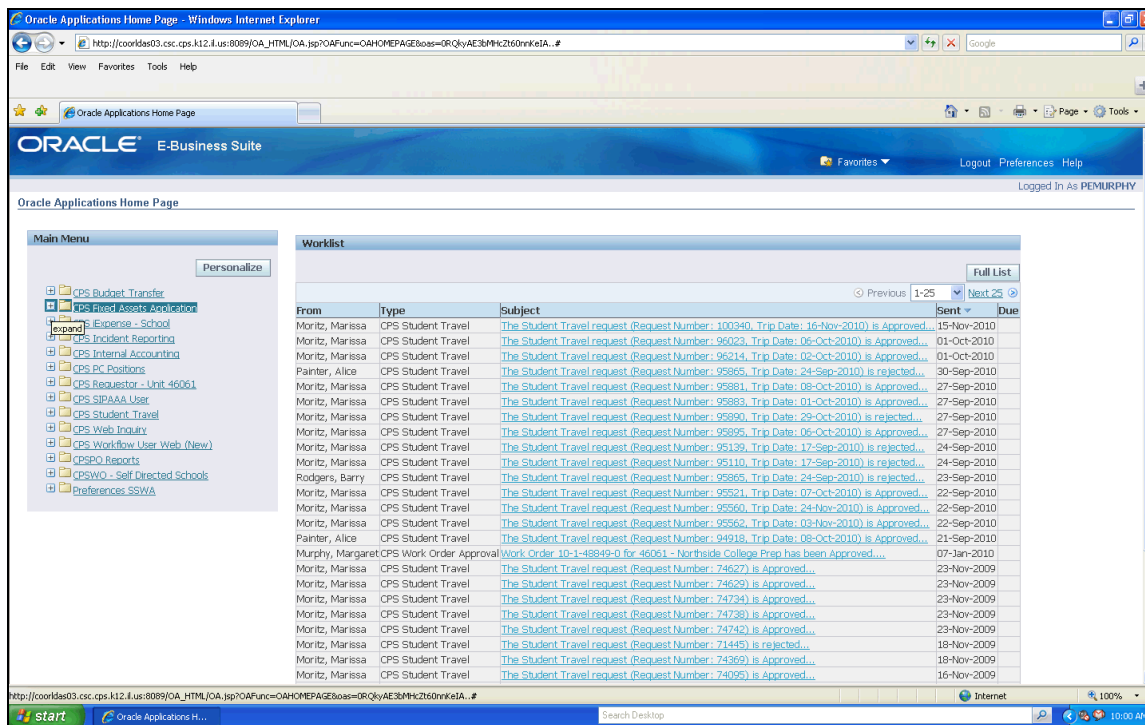 Oracle Applications Home Page - Windows Internet Explorer
http://coorldas03.csc.cps.k12.il.us:8089/OA_HTML/OA.jsp?OAFunc=OAHOMEPAGE&oas=0RQkyAE3bMHcZt60nnKeIA..#
Google
File Edit View Favorites Tools Help
Oracle Applications Home Page
Page Tools
ORACLE E-Business Suite
Favorites
Logout Preferences Help
Logged In As PEMURPHY
Oracle Applications Home Page
Main Menu
Personalize
CPS Budget Transfer
CPS Fixed Assets Application
CPS iExpense - School
expand
CPS Incident Reporting
CPS Internal Accounting
CPS PC Positions
CPS Requestor - Unit 46061
CPS SIPAAA User
CPS Student Travel
CPS Web Inquiry
CPS Workflow User Web (New)
CPSPO Reports
CPSWO - Self Directed Schools
Preferences SSWA
Worklist
Full List
Previous 1-25 Next 25
From Type Subject Sent Due
Moritz, Marissa CPS Student Travel The Student Travel request (Request Number: 100340, Trip Date: 16-Nov-2010) is Approved... 15-Nov-2010
Moritz, Marissa CPS Student Travel The Student Travel request (Request Number: 96023, Trip Date: 06-Oct-2010) is Approved... 01-Oct-2010
Moritz, Marissa CPS Student Travel The Student Travel request (Request Number: 96214, Trip Date: 02-Oct-2010) is Approved... 01-Oct-2010
Painter, Alice CPS Student Travel The Student Travel request (Request Number: 95865, Trip Date: 24-Sep-2010) is rejected... 30-Sep-2010
Moritz, Marissa CPS Student Travel The Student Travel request (Request Number: 95881, Trip Date: 08-Oct-2010) is Approved... 27-Sep-2010
Moritz, Marissa CPS Student Travel The Student Travel request (Request Number: 95883, Trip Date: 01-Oct-2010) is Approved... 27-Sep-2010
Moritz, Marissa CPS Student Travel The Student Travel request (Request Number: 95890, Trip Date: 29-Oct-2010) is rejected... 27-Sep-2010
Moritz, Marissa CPS Student Travel The Student Travel request (Request Number: 95895, Trip Date: 06-Oct-2010) is Approved... 27-Sep-2010
Moritz, Marissa CPS Student Travel The Student Travel request (Request Number: 95139, Trip Date: 17-Sep-2010) is rejected... 24-Sep-2010
Moritz, Marissa CPS Student Travel The Student Travel request (Request Number: 95110, Trip Date: 17-Sep-2010) is rejected... 24-Sep-2010
Rodgers, Barry CPS Student Travel The Student Travel request (Request Number: 95865, Trip Date: 24-Sep-2010) is rejected... 23-Sep-2010
Moritz, Marissa CPS Student Travel The Student Travel request (Request Number: 95521, Trip Date: 07-Oct-2010) is Approved... 22-Sep-2010
Moritz, Marissa CPS Student Travel The Student Travel request (Request Number: 95560, Trip Date: 24-Nov-2010) is Approved... 22-Sep-2010
Moritz, Marissa CPS Student Travel The Student Travel request (Request Number: 95562, Trip Date: 03-Nov-2010) is Approved... 22-Sep-2010
Painter, Alice CPS Student Travel The Student Travel request (Request Number: 94918, Trip Date: 08-Oct-2010) is Approved... 21-Sep-2010
Murphy, Margaret CPS Work Order Approval Work Order 10-1-48849-0 for 46061 - Northside College Prep has been Approved.... 07-Jan-2010
Moritz, Marissa CPS Student Travel The Student Travel request (Request Number: 74627) is Approved... 23-Nov-2009
Moritz, Marissa CPS Student Travel The Student Travel request (Request Number: 74629) is Approved... 23-Nov-2009
Moritz, Marissa CPS Student Travel The Student Travel request (Request Number: 74734) is Approved... 23-Nov-2009
Moritz, Marissa CPS Student Travel The Student Travel request (Request Number: 74738) is Approved... 23-Nov-2009
Moritz, Marissa CPS Student Travel The Student Travel request (Request Number: 74742) is Approved... 23-Nov-2009
Moritz, Marissa CPS Student Travel The Student Travel request (Request Number: 71445) is rejected... 18-Nov-2009
Moritz, Marissa CPS Student Travel The Student Travel request (Request Number: 74369) is Approved... 18-Nov-2009
Moritz, Marissa CPS Student Travel The Student Travel request (Request Number: 74095) is Approved... 16-Nov-2009
http://coorldas03.csc.cps.k12.il.us:8089/OA_HTML/OA.jsp?OAFunc=OAHOMEPAGE&oas=0RQkyAE3bMHcZt60nnKeIA..#
Internet 100%
start Oracle Applications H... Search Desktop 10:00 AM